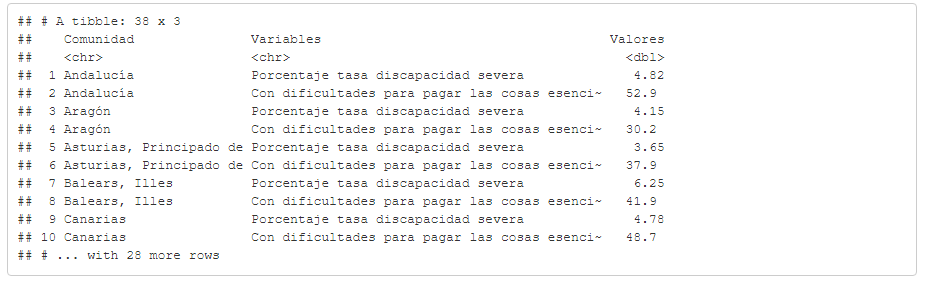 ## # A tibble: 38 x 3
##    Comunidad               Variables                                      Valores
##    <chr>                   <chr>                                            <dbl>
##  1 Andalucía               Porcentaje tasa discapacidad severa               4.82
##  2 Andalucía               Con dificultades para pagar las cosas esenci~   52.9
##  3 Aragón                  Porcentaje tasa discapacidad severa               4.15
##  4 Aragón                  Con dificultades para pagar las cosas esenci~   30.2
##  5 Asturias, Principado de Porcentaje tasa discapacidad severa               3.65
##  6 Asturias, Principado de Con dificultades para pagar las cosas esenci~   37.9
##  7 Balears, Illes          Porcentaje tasa discapacidad severa               6.25
##  8 Balears, Illes          Con dificultades para pagar las cosas esenci~   41.9
##  9 Canarias                Porcentaje tasa discapacidad severa               4.78
## 10 Canarias                Con dificultades para pagar las cosas esenci~   48.7
## # ... with 28 more rows